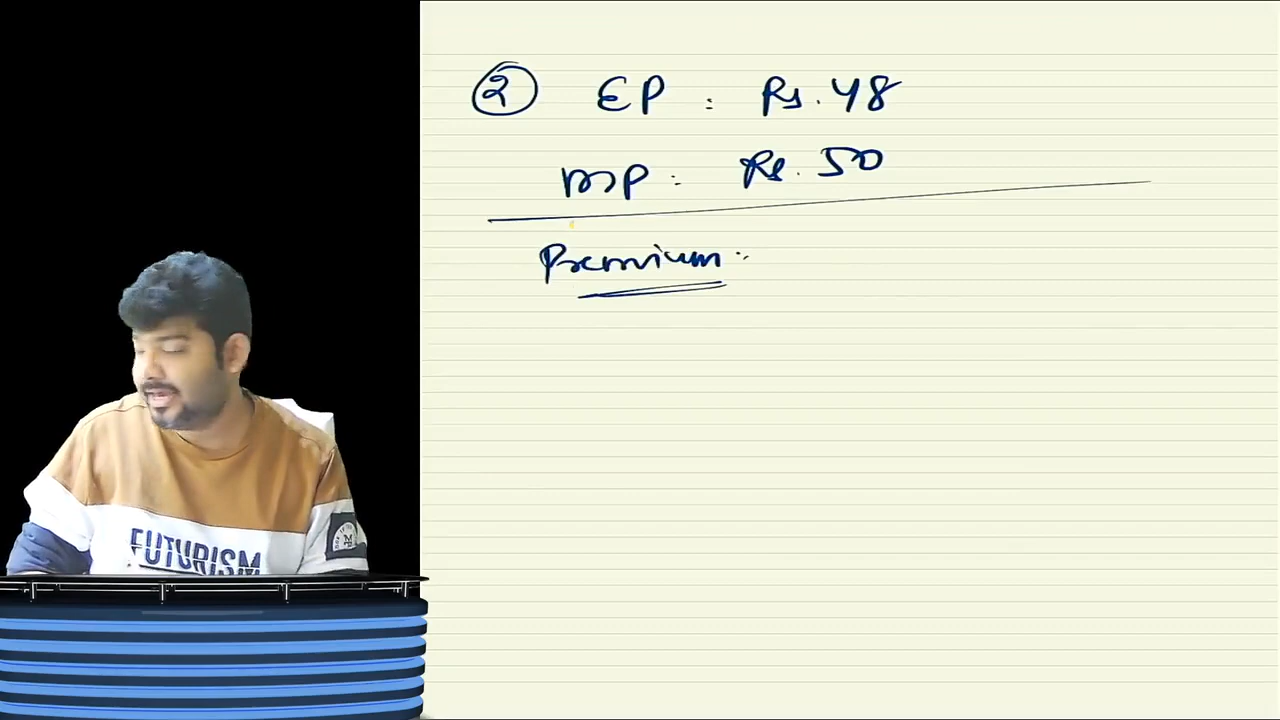 ② EP : Rs. 48
MP : Rs. 50
Premium :
FUTURISM